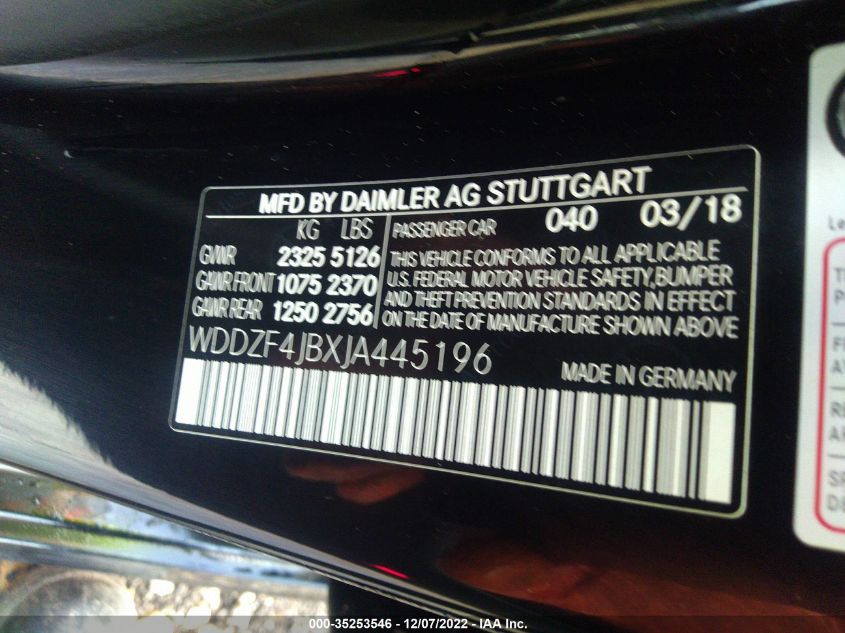 MFD BY DAIMLER AG STUTTGART
KG LBS
GVWR 2325 5126
GAWR FRONT 1075 2370
GAWR REAR 1250 2756
PASSENGER CAR 040 03/18
THIS VEHICLE CONFORMS TO ALL APPLICABLE
U.S. FEDERAL MOTOR VEHICLE SAFETY, BUMPER
AND THEFT PREVENTION STANDARDS IN EFFECT
ON THE DATE OF MANUFACTURE SHOWN ABOVE
WDDZF4JBXJA445196
MADE IN GERMANY
000-35253546 - 12/07/2022 - IAA, Inc.